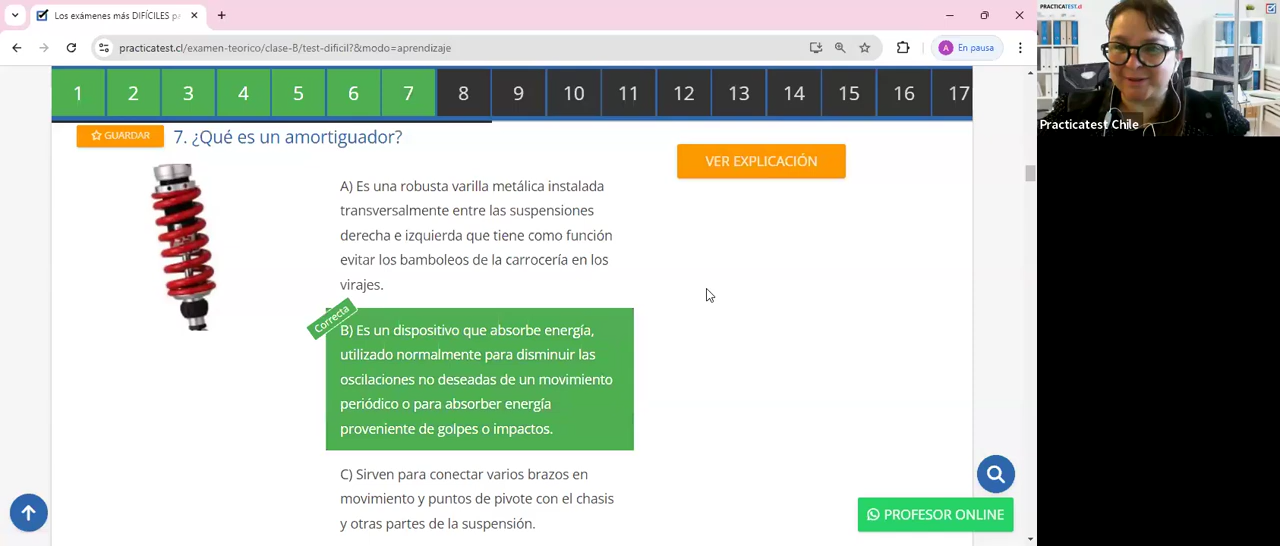 Los exámenes más DIFÍCILES pa
practicatest.cl/examen-teorico/clase-B/test-dificil?&modo=aprendizaje
A
En pausa
PRACTICATEST.cl
Practicatest Chile
1 2 3 4 5 6 7 8 9 10 11 12 13 14 15 16 17
GUARDAR
7. ¿Qué es un amortiguador?
VER EXPLICACIÓN
A) Es una robusta varilla metálica instalada
transversalmente entre las suspensiones
derecha e izquierda que tiene como función
evitar los bamboleos de la carrocería en los
virajes.
Correcta
B) Es un dispositivo que absorbe energía,
utilizado normalmente para disminuir las
oscilaciones no deseadas de un movimiento
periódico o para absorber energía
proveniente de golpes o impactos.
C) Sirven para conectar varios brazos en
movimiento y puntos de pivote con el chasis
y otras partes de la suspensión.
PROFESOR ONLINE